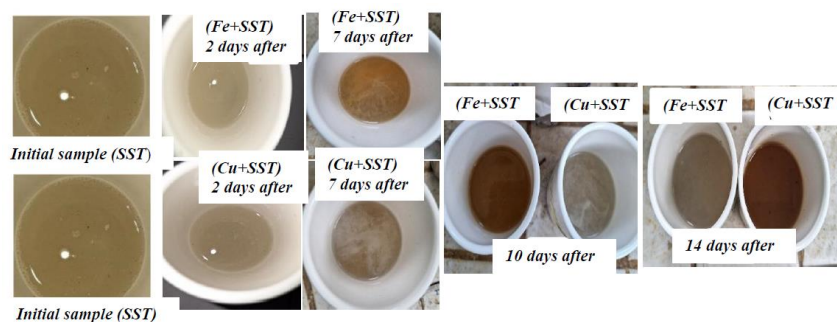 (Fe+SST)
2 days after
(Fe+SST)
7 days after
Initial sample (SST)
(Cu+SST)
2 days after
(Cu+SST)
7 days after
Initial sample (SST)
(Fe+SST
(Cu+SST
10 days after
(Fe+SST
(Cu+SST
14 days after